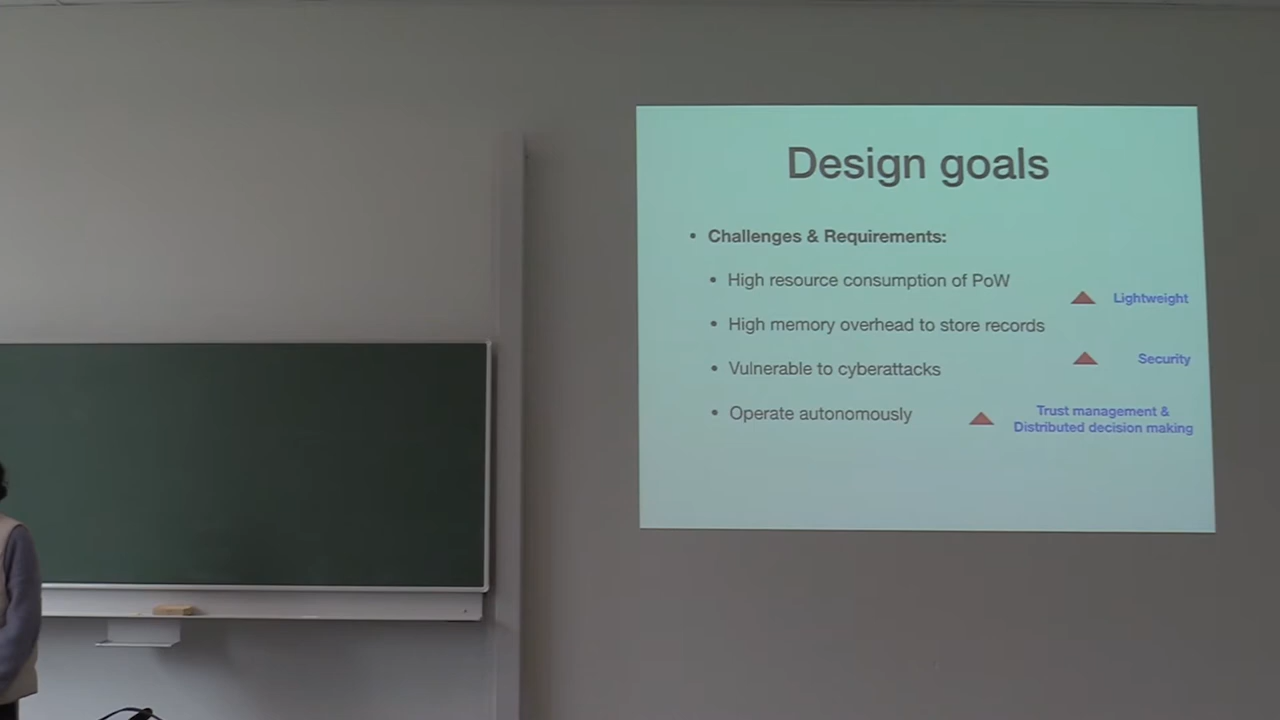 Design goals
• Challenges & Requirements:
• High resource consumption of PoW
Lightweight
• High memory overhead to store records
Security
• Vulnerable to cyberattacks
• Operate autonomously
Trust management &
Distributed decision making